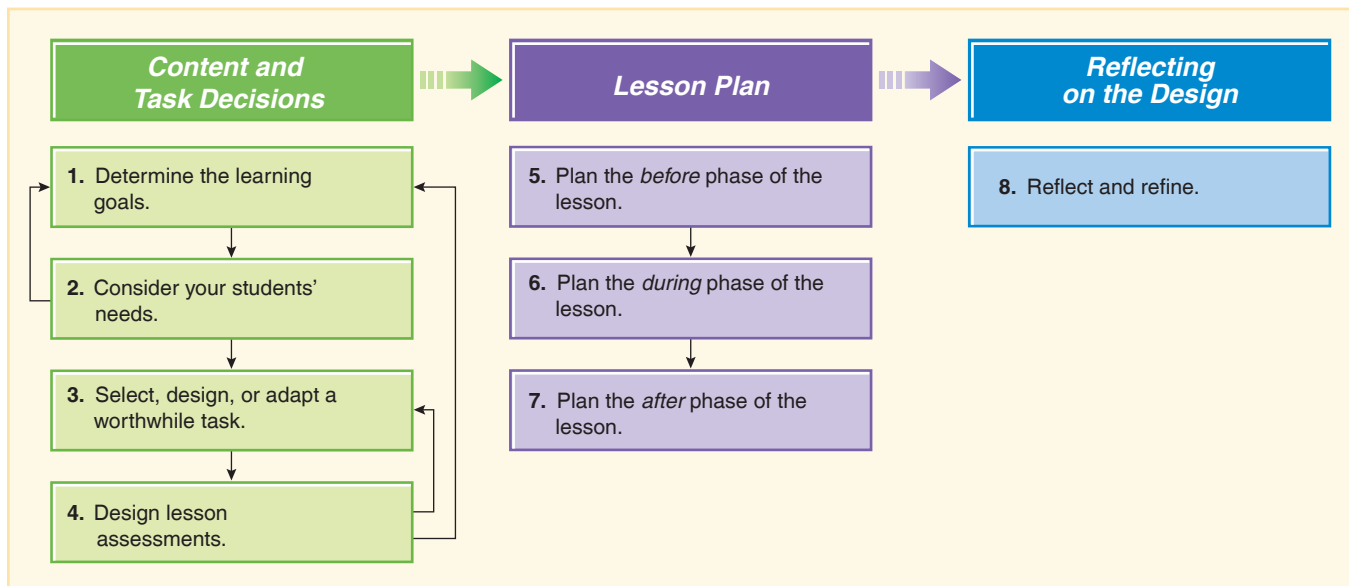 Content and
Task Decisions
1. Determine the learning
goals.
2. Consider your students’
needs.
3. Select, design, or adapt a
worthwhile task.
4. Design lesson
assessments.
Lesson Plan
5. Plan the before phase of the
lesson.
6. Plan the during phase of the
lesson.
7. Plan the after phase of the
lesson.
Reflecting
on the Design
8. Reflect and refine.